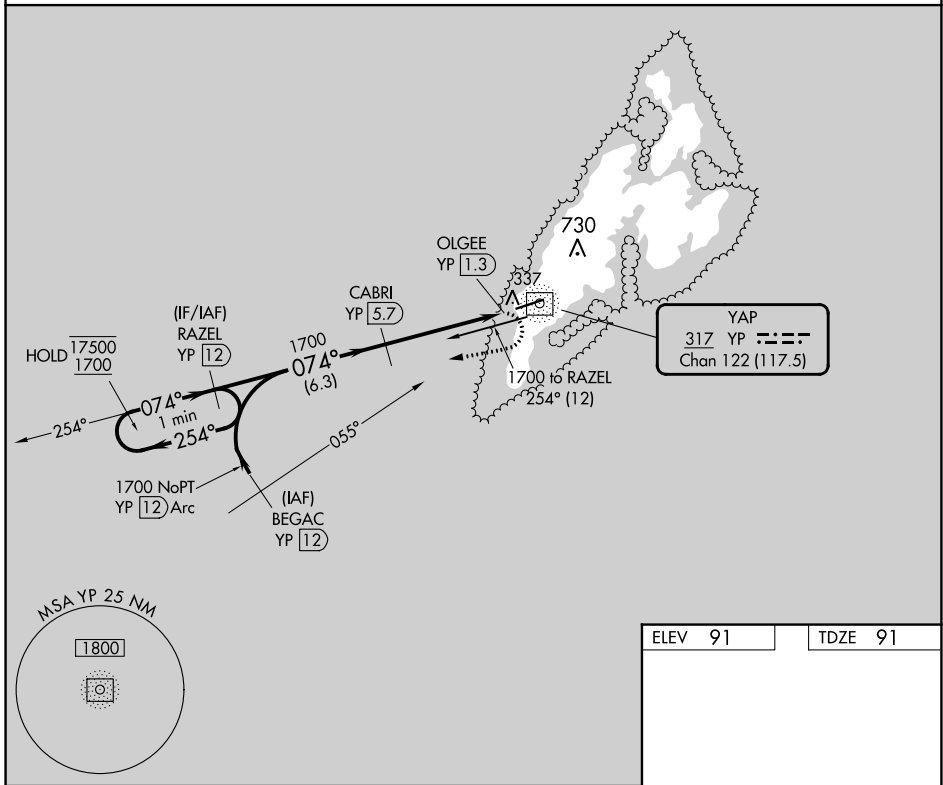 730
OLGEE
YP 1.3
337
CABRI
YP 5.7
(IF/IAF)
RAZEL
YP 12
HOLD 17500
1700
1700
074°
(6.3)
YAP
317 YP
Chan 122 (117.5)
1700 to RAZEL
254° (12)
074°
1 min
254°
254°
055°
1700 NoPT
YP 12 Arc
(IAF)
BEGAC
YP 12
MSA YP 25 NM
1800
ELEV 91
TDZE 91